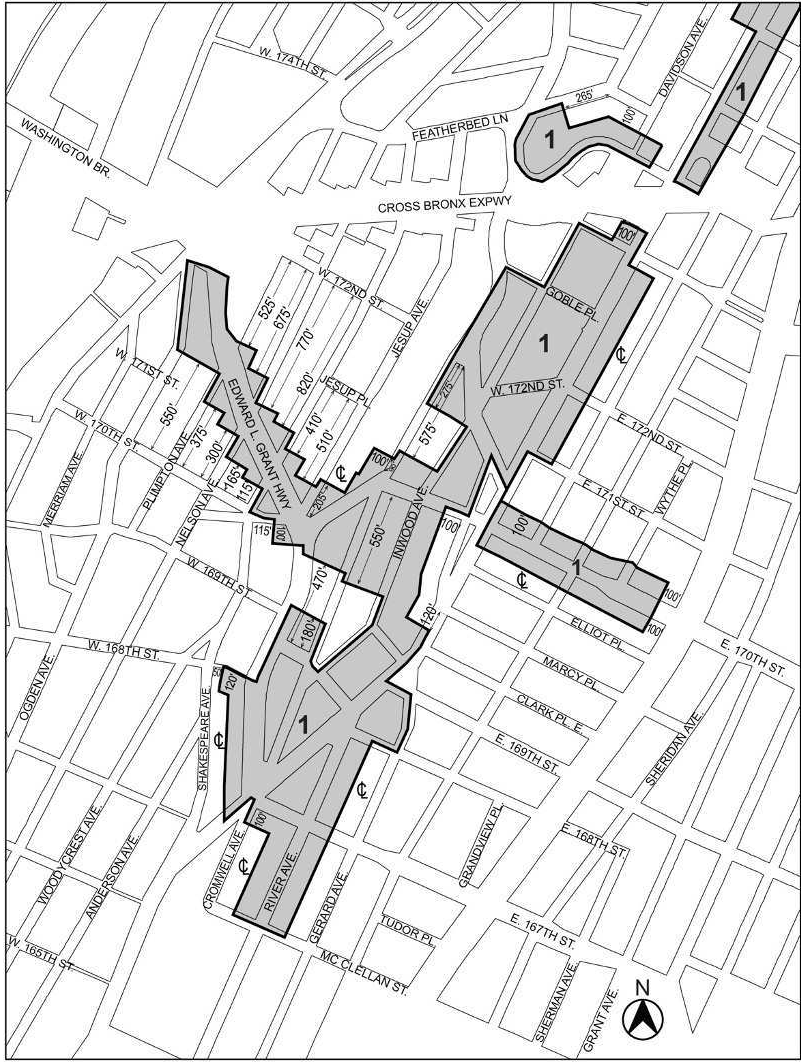 W. 174TH ST.
DAVIDSON AVE.
1
265'
100'
FEATHERBED LN
1
WASHINGTON BR.
CROSS BRONX EXPWY
100'
W. 172ND ST.
525'
675'
770'
820'
410'
510'
GOBLE PL.
JESUP AVE.
1
℄
W. 171ST ST.
JESUP PL.
EDWARD L. GRANT HWY
275'
W. 172ND ST.
550'
375'
300'
165'
115'
W. 170TH ST.
575'
E. 172ND ST.
MERRIAM AVE.
PLIMPTON AVE.
NELSON AVE.
℄
100'
205'
WYTHE PL.
E. 171ST ST.
115'
100'
550'
INWOOD AVE.
100'
100'
1
W. 169TH ST.
470'
℄
100'
120'
100'
180'
ELLIOT PL.
W. 168TH ST.
50'
120'
E. 170TH ST.
MARCY PL.
OGDEN AVE.
SHAKESPEARE AVE.
CLARK PL. E.
1
℄
SHERIDAN AVE.
E. 169TH ST.
℄
100'
WOODYCREST AVE.
ANDERSON AVE.
CROMWELL AVE.
℄
RIVER AVE.
GERARD AVE.
GRANDVIEW PL.
E. 168TH ST.
TUDOR PL.
E. 167TH ST.
W. 165TH ST.
MC CLELLAN ST.
SHERMAN AVE.
GRANT AVE.
N